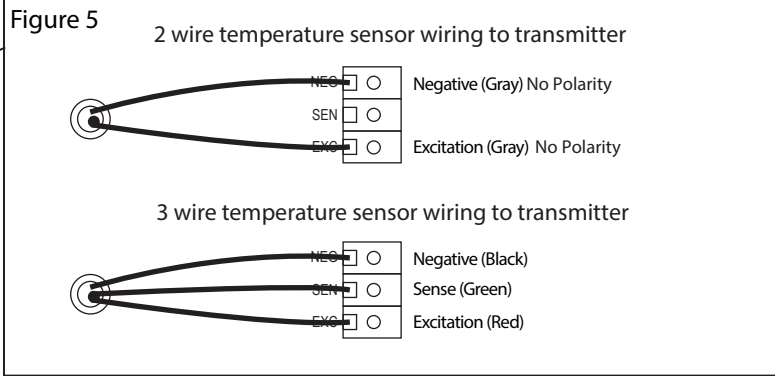 Figure 5
2 wire temperature sensor wiring to transmitter
NEG Negative (Gray) No Polarity
SEN
EXC Excitation (Gray) No Polarity
3 wire temperature sensor wiring to transmitter
NEG Negative (Black)
SEN Sense (Green)
EXC Excitation (Red)